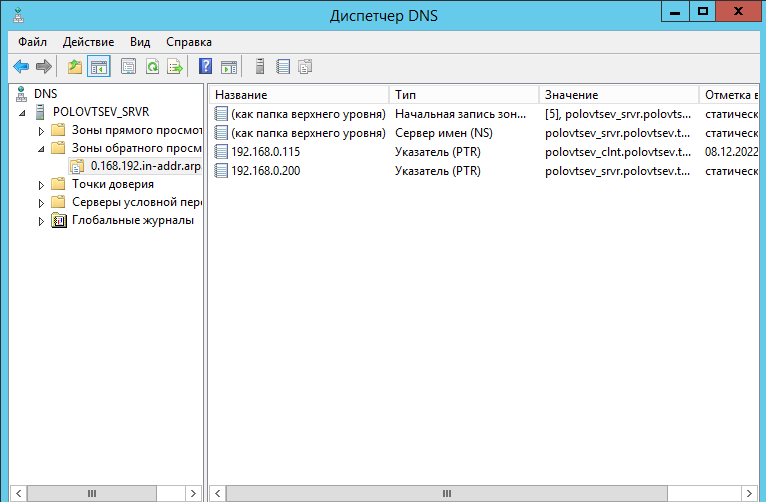 Диспетчер DNS
Файл Действие Вид Справка
DNS
POLOVTSEV_SRVR
Зоны прямого просмот
Зоны обратного просм
0.168.192.in-addr.arp
Точки доверия
Серверы условной пер
Глобальные журналы
Название Тип Значение Отметка в
(как папка верхнего уровня) Начальная запись зон... [5], polovtsev_srvr.polovts... статическ
(как папка верхнего уровня) Сервер имен (NS) polovtsev_srvr.polovtsev.t... статическ
192.168.0.115 Указатель (PTR) polovtsev_clnt.polovtsev.t... 08.12.2022
192.168.0.200 Указатель (PTR) polovtsev_srvr.polovtsev.t... статическ